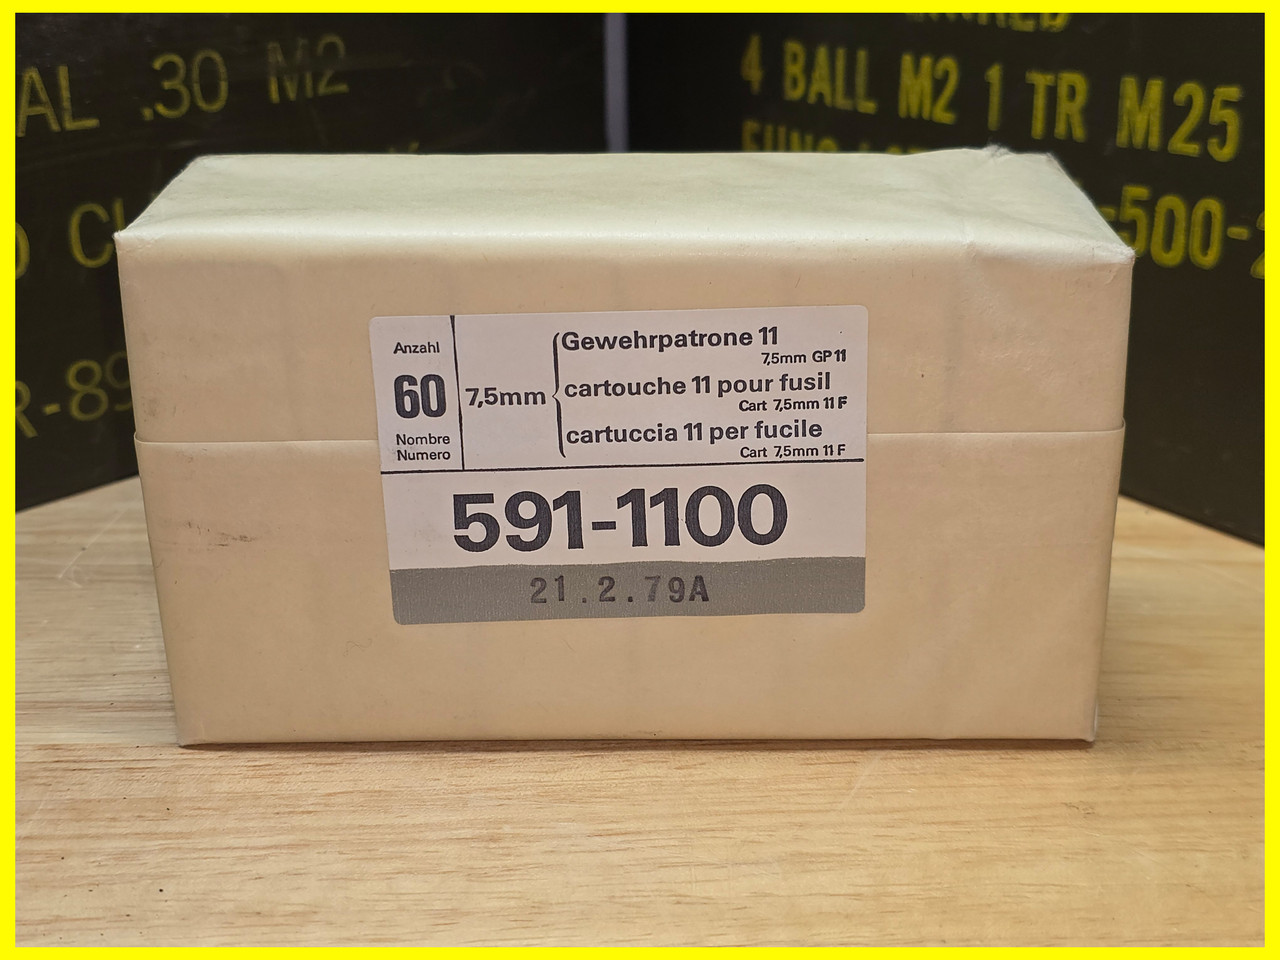 AL .30 M2
4 BALL M2 1 TR M25
500-
R-89
Anzahl
60
Nombre
Numero
7,5mm
Gewehrpatrone 11
7,5mm GP11
cartouche 11 pour fusil
Cart 7,5mm 11 F
cartuccia 11 per fucile
Cart 7,5mm 11 F
591-1100
21.2.79A